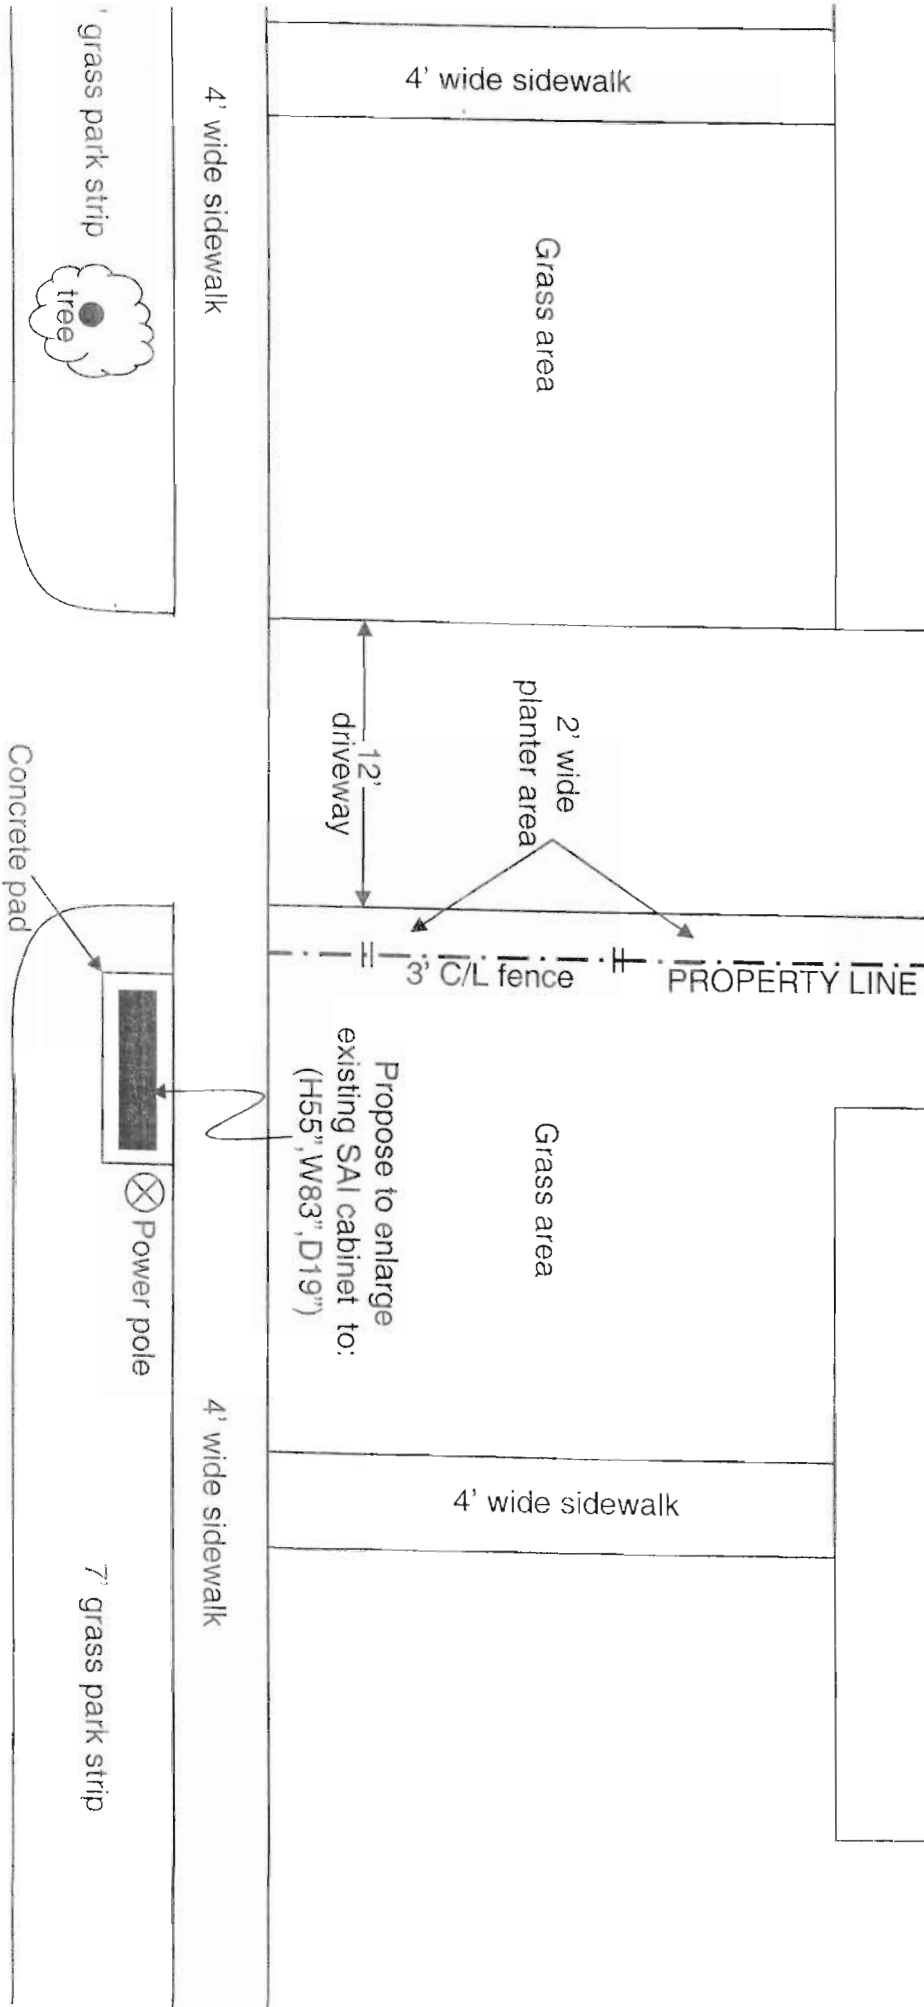 4' wide sidewalk
' grass park strip
tree
4' wide sidewalk
Grass area
2' wide
planter area
12'
driveway
Concrete pad
3' C/L fence
PROPERTY LINE
Propose to enlarge
existing SAI cabinet to:
(H55",W83",D19")
Grass area
Power pole
4' wide sidewalk
4' wide sidewalk
7' grass park strip